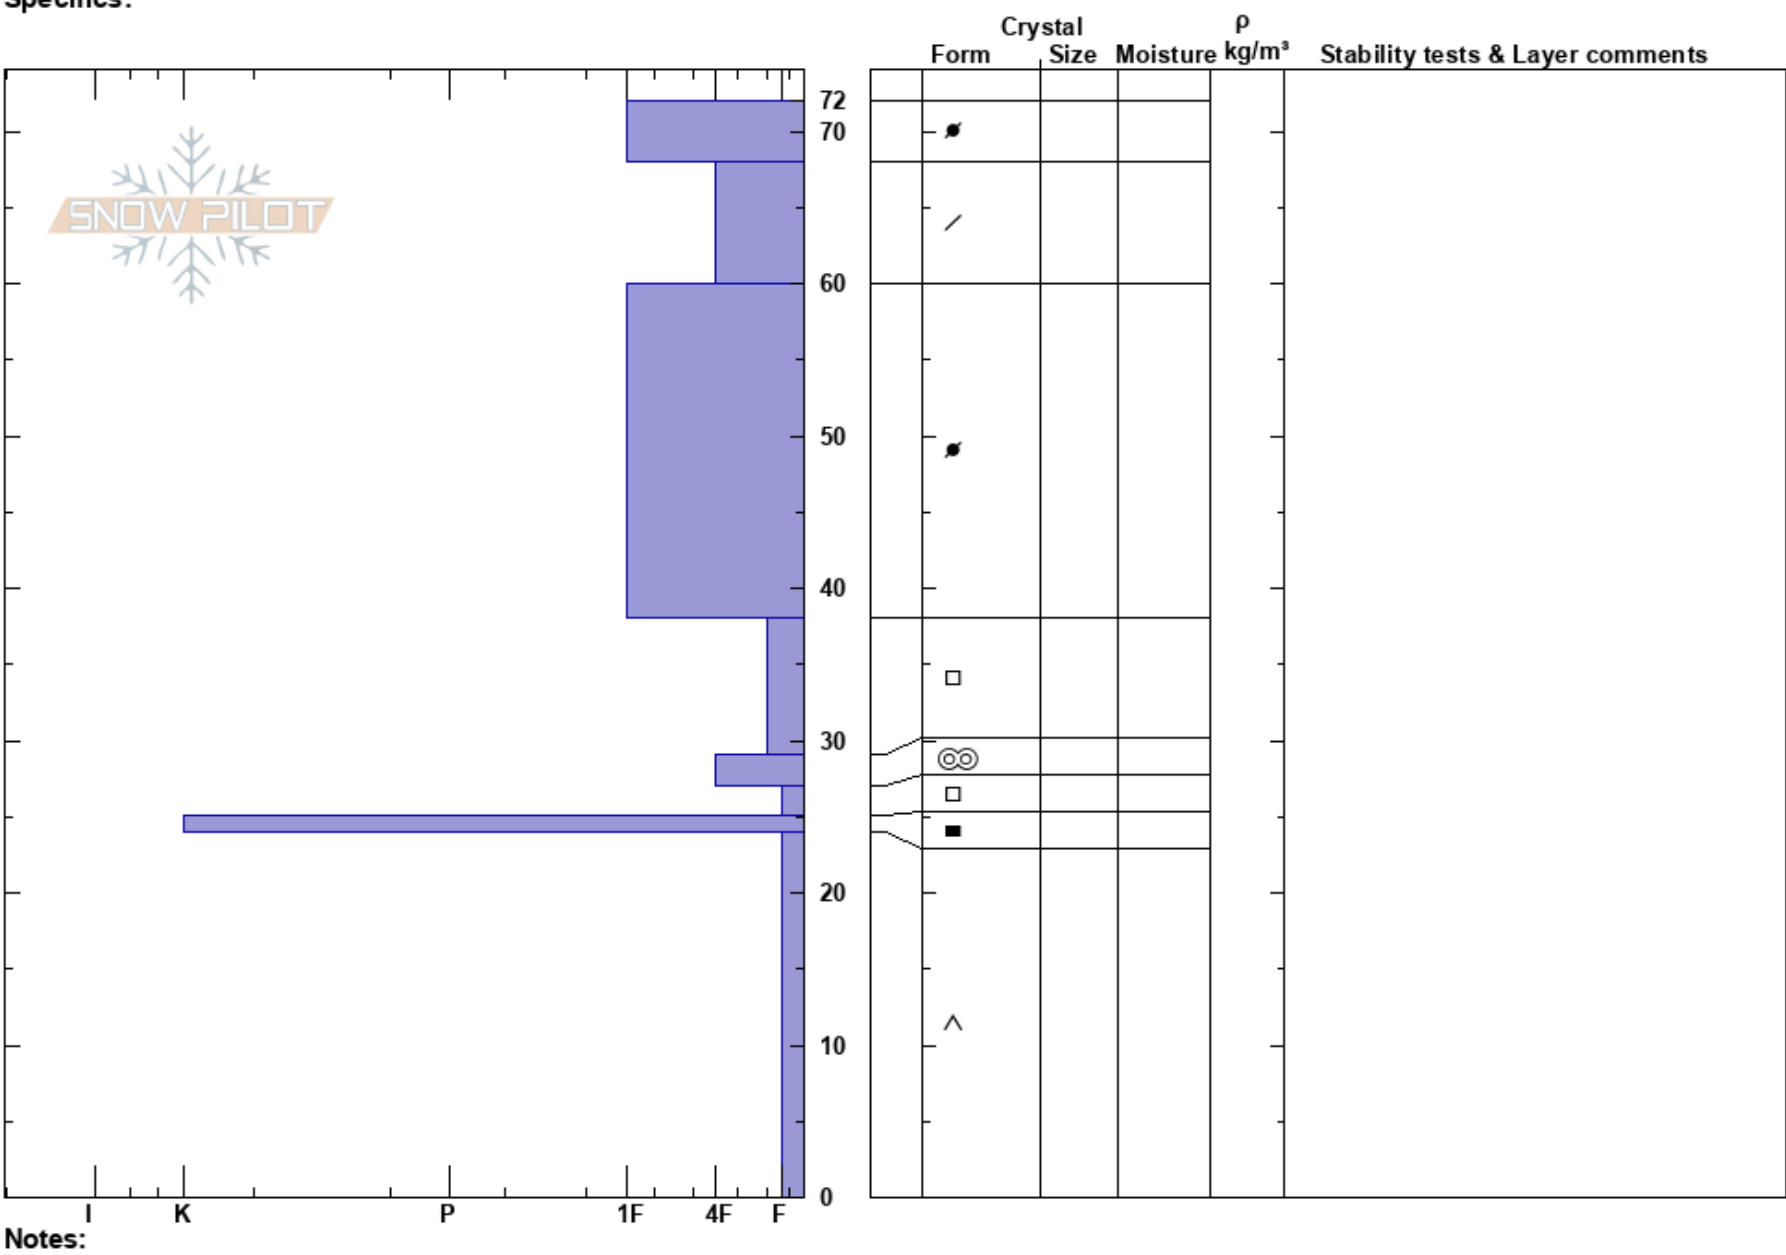 Specifics:
Crystal
ρ
Form Size Moisture kg/m³ Stability tests & Layer comments
72
70
SNOW PILOT
60
50
40
30
20
10
0
I K P 1F 4F F
Notes: